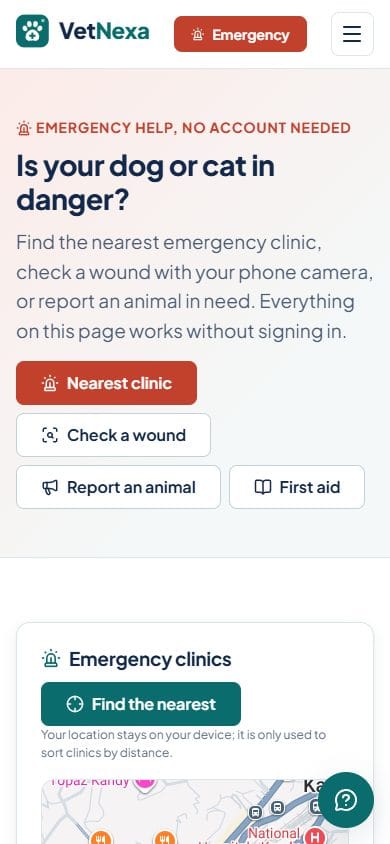 VetNexa
Emergency
EMERGENCY HELP, NO ACCOUNT NEEDED
Is your dog or cat in
danger?
Find the nearest emergency clinic,
check a wound with your phone camera,
or report an animal in need. Everything
on this page works without signing in.
Nearest clinic
Check a wound
Report an animal
First aid
Emergency clinics
Find the nearest
Your location stays on your device; it is only used to
sort clinics by distance.
Topaz Kandy
Ka
National
H